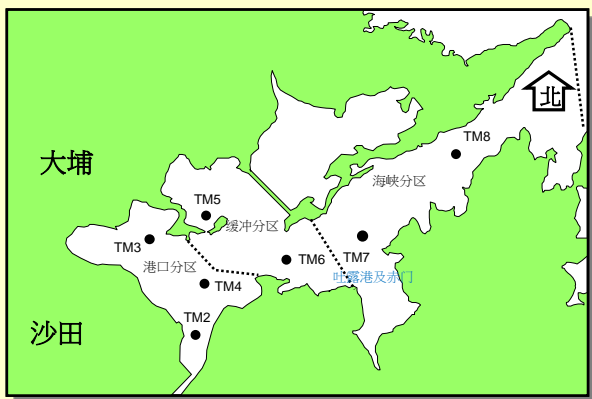 北
TM8
大埔
海峡分区
TM5
缓冲分区
TM3
港口分区
TM6
TM7
吐露港及赤门
TM4
TM2
沙田